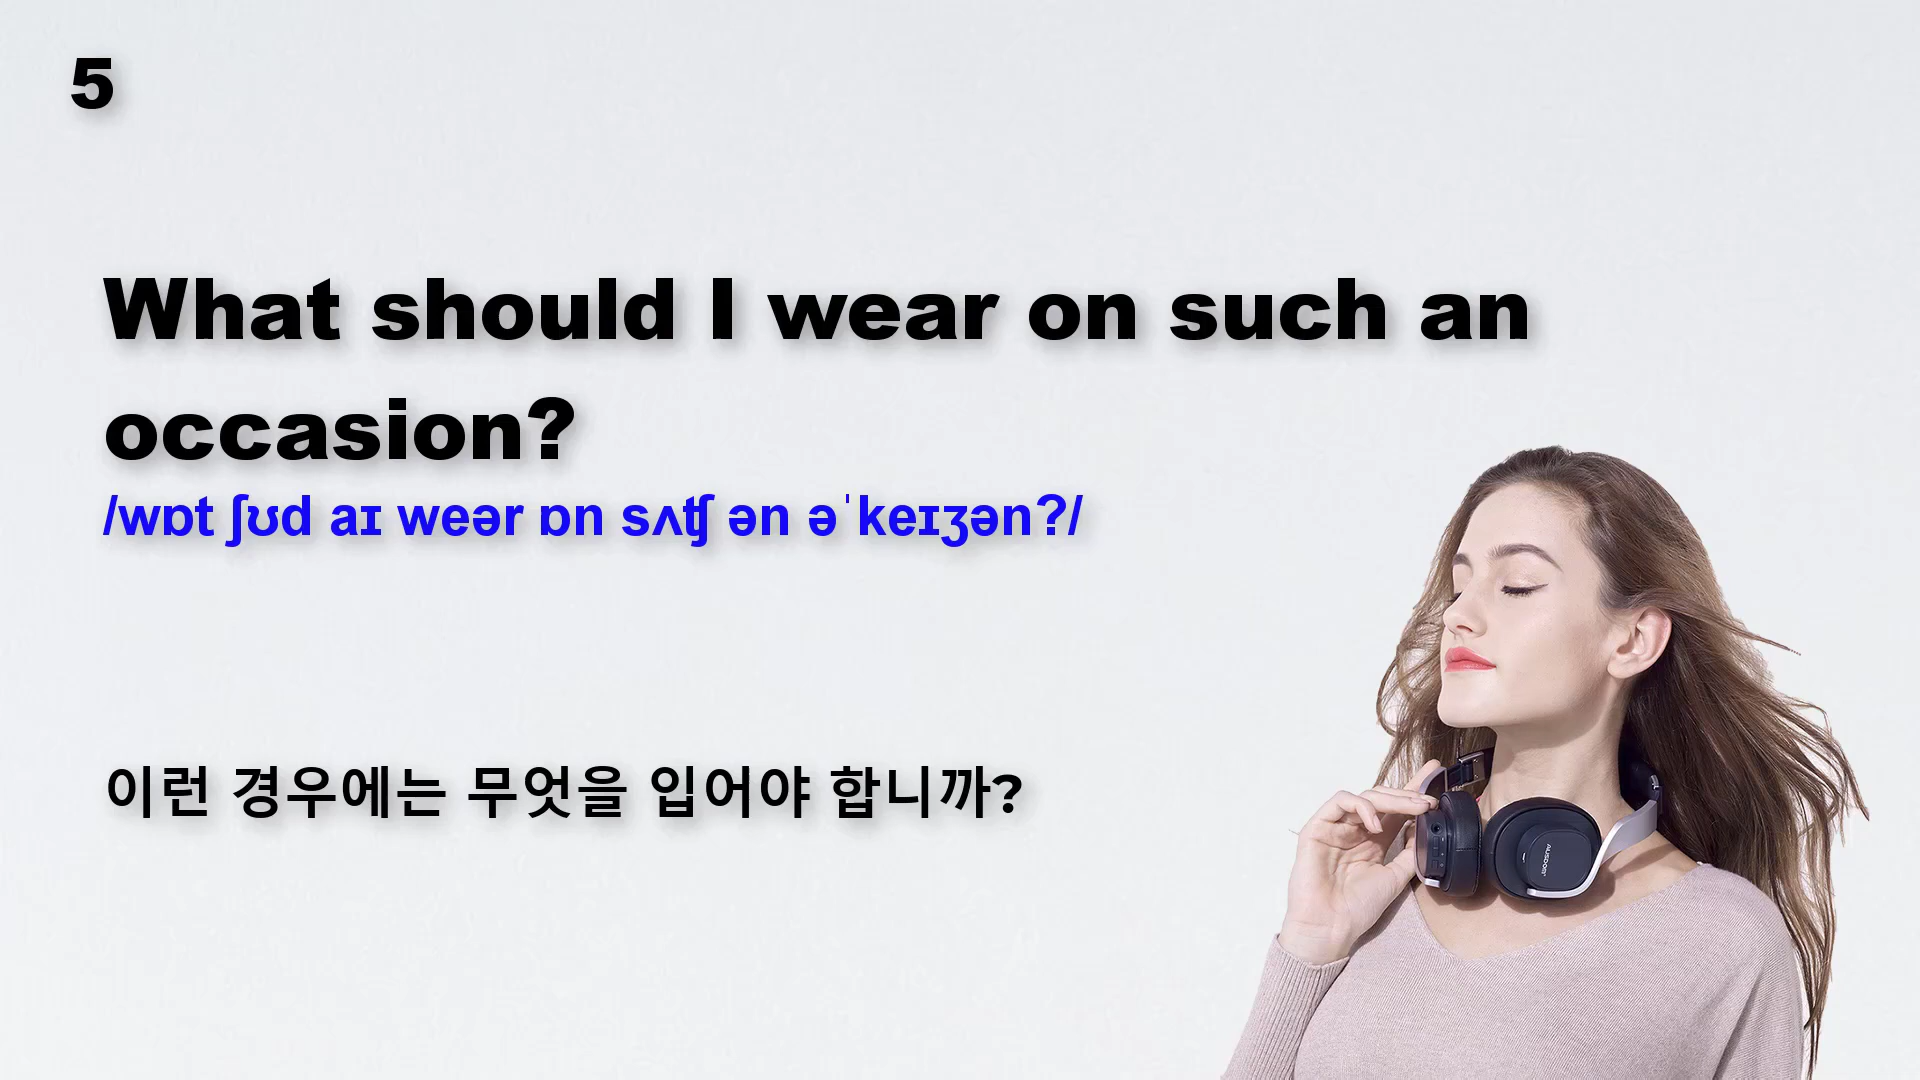 5
What should I wear on such an
occasion?
/wɒt ʃʊd aɪ weər ɒn sʌʧ ən əˈkeɪʒən?/
이런 경우에는 무엇을 입어야 합니까?
AUSDOM